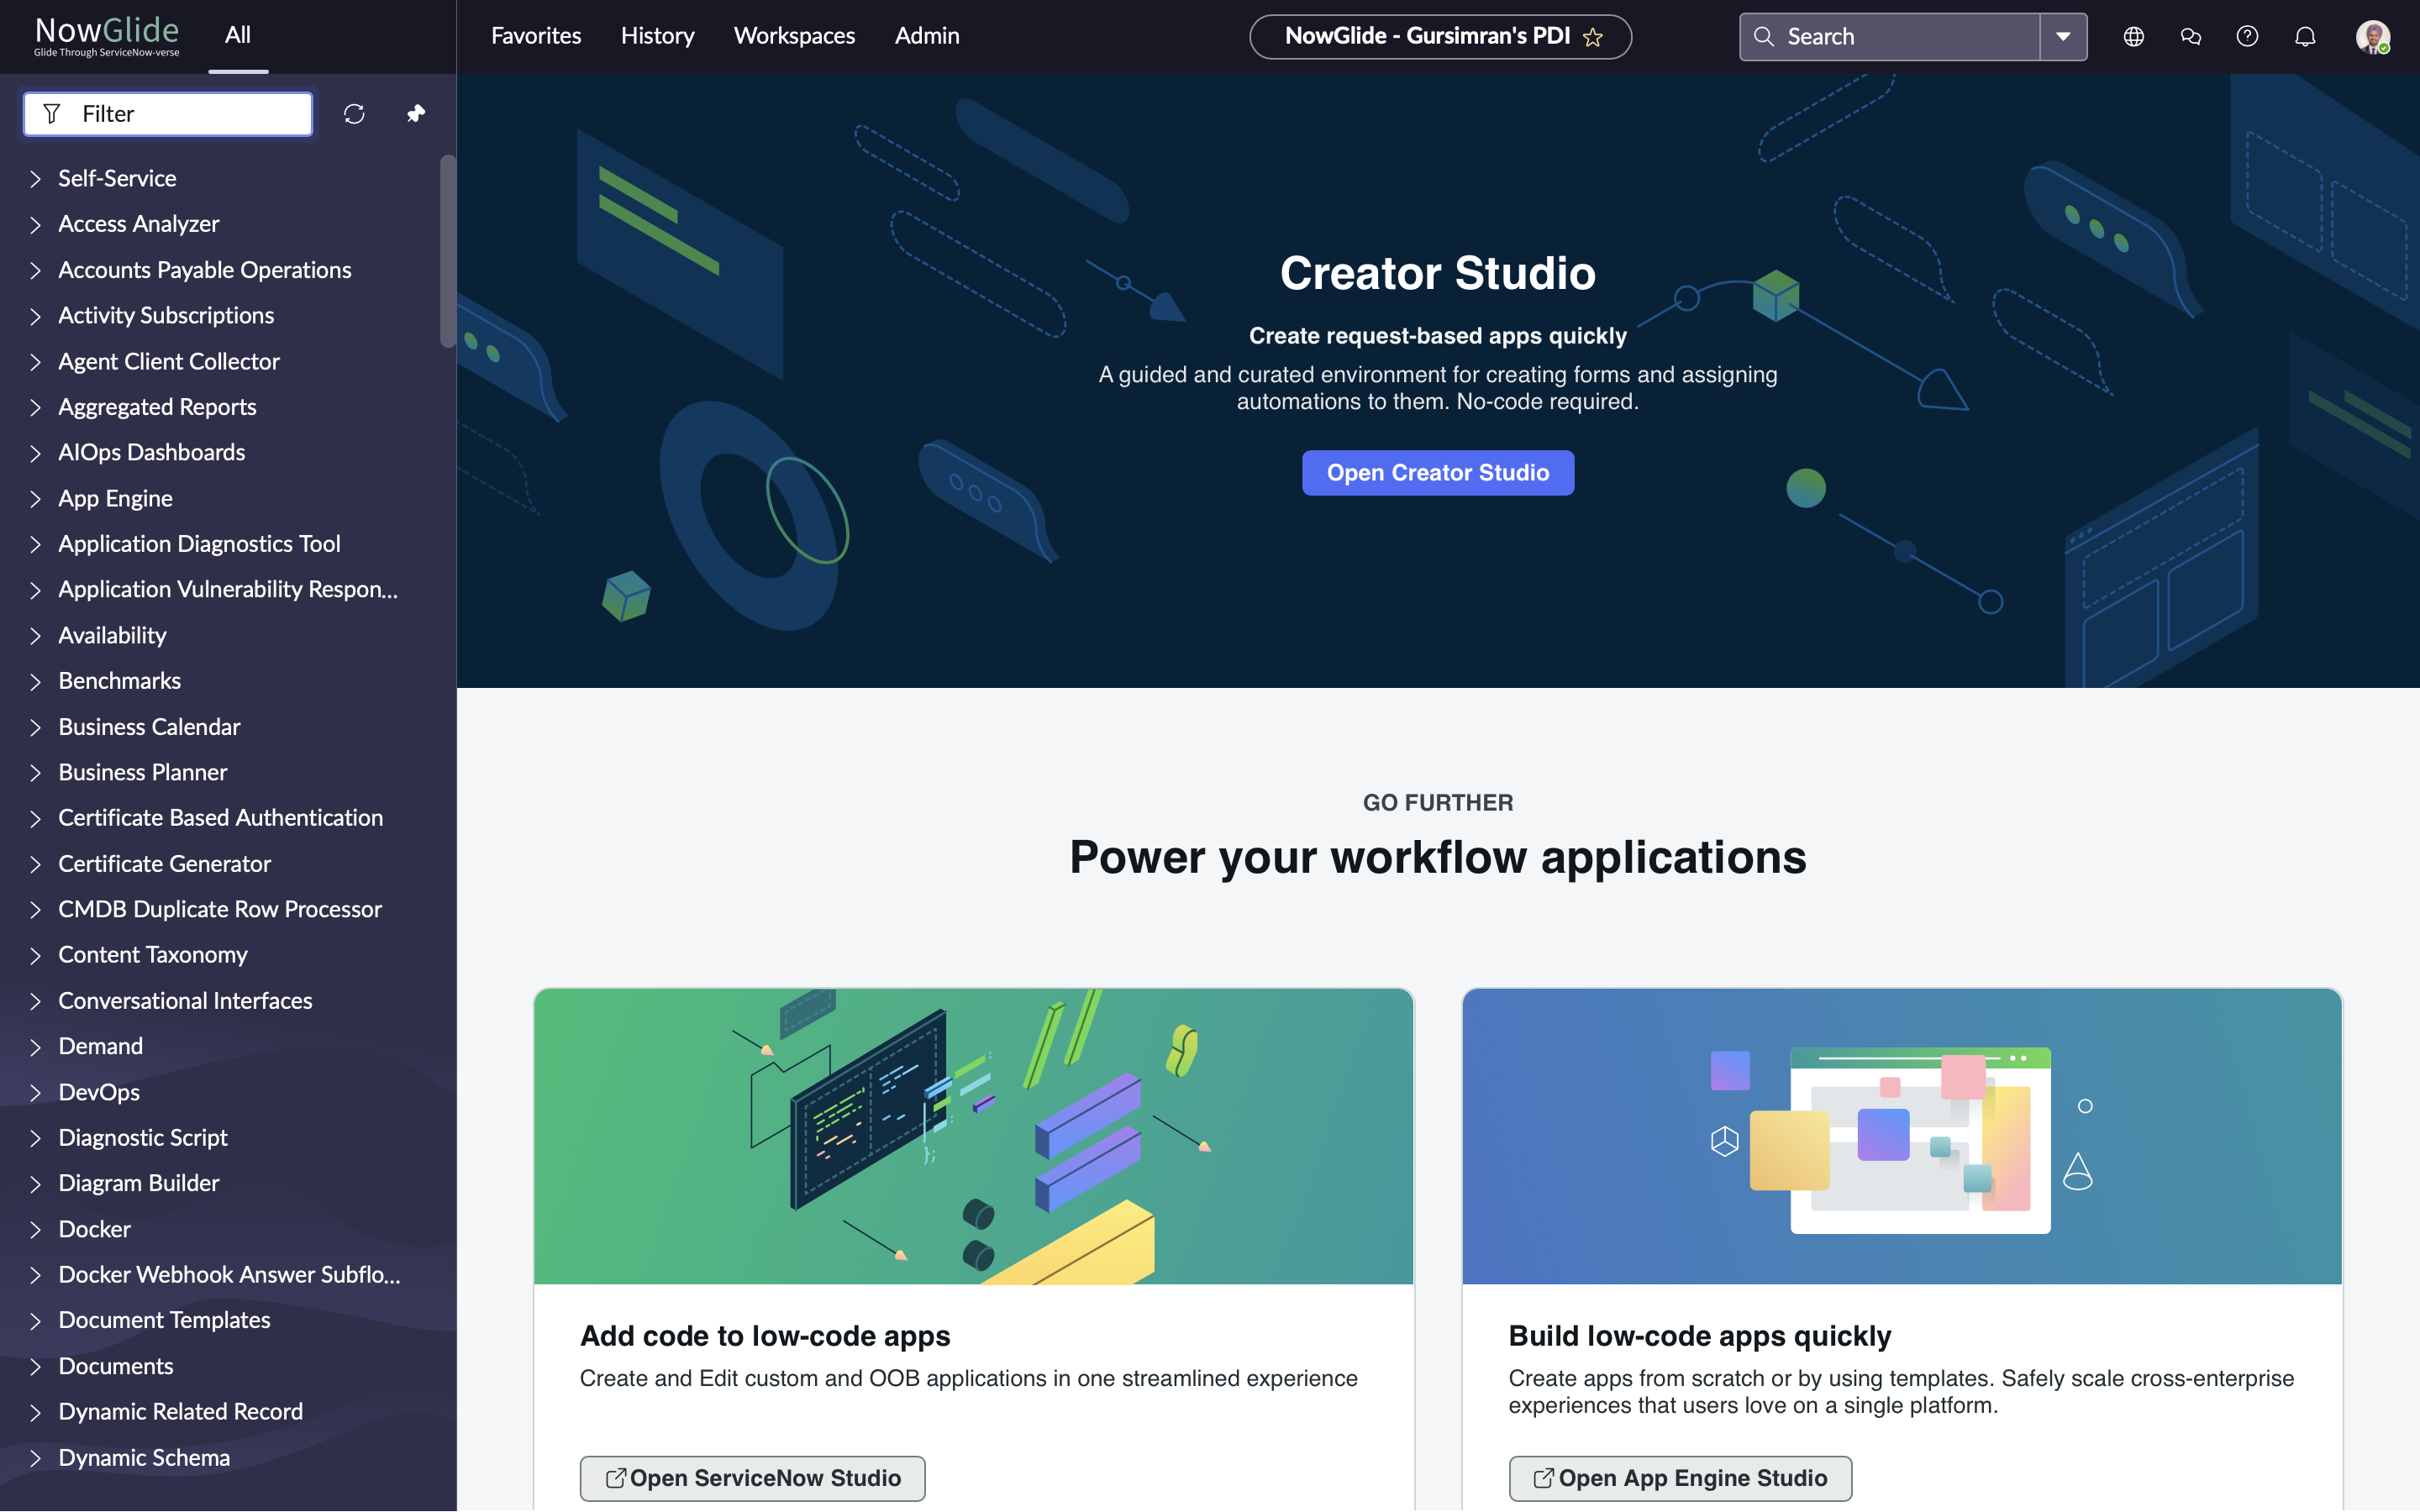 NowGlide
Glide Through ServiceNow-verse
All
Favorites
History
Workspaces
Admin
NowGlide - Gursimran's PDI
Search
Filter
Self-Service
Access Analyzer
Accounts Payable Operations
Activity Subscriptions
Agent Client Collector
Aggregated Reports
AIOps Dashboards
App Engine
Application Diagnostics Tool
Application Vulnerability Respon...
Availability
Benchmarks
Business Calendar
Business Planner
Certificate Based Authentication
Certificate Generator
CMDB Duplicate Row Processor
Content Taxonomy
Conversational Interfaces
Demand
DevOps
Diagnostic Script
Diagram Builder
Docker
Docker Webhook Answer Subflo...
Document Templates
Documents
Dynamic Related Record
Dynamic Schema
Creator Studio
Create request-based apps quickly
A guided and curated environment for creating forms and assigning
automations to them. No-code required.
Open Creator Studio
GO FURTHER
Power your workflow applications
Add code to low-code apps
Create and Edit custom and OOB applications in one streamlined experience
Open ServiceNow Studio
Build low-code apps quickly
Create apps from scratch or by using templates. Safely scale cross-enterprise
experiences that users love on a single platform.
Open App Engine Studio